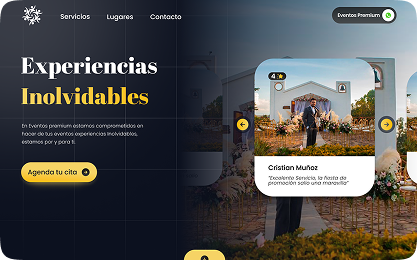 Servicios
Lugares
Contacto
Eventos Premium
Experiencias
Inolvidables
En Eventos premium estamos comprometidos en
hacer de tus eventos experiencias inolvidables,
estamos por y para ti.
Agenda tu cita
4
Cristian Muñoz
"Excelente Servicio, la fiesta de
promoción salio una maravilla"